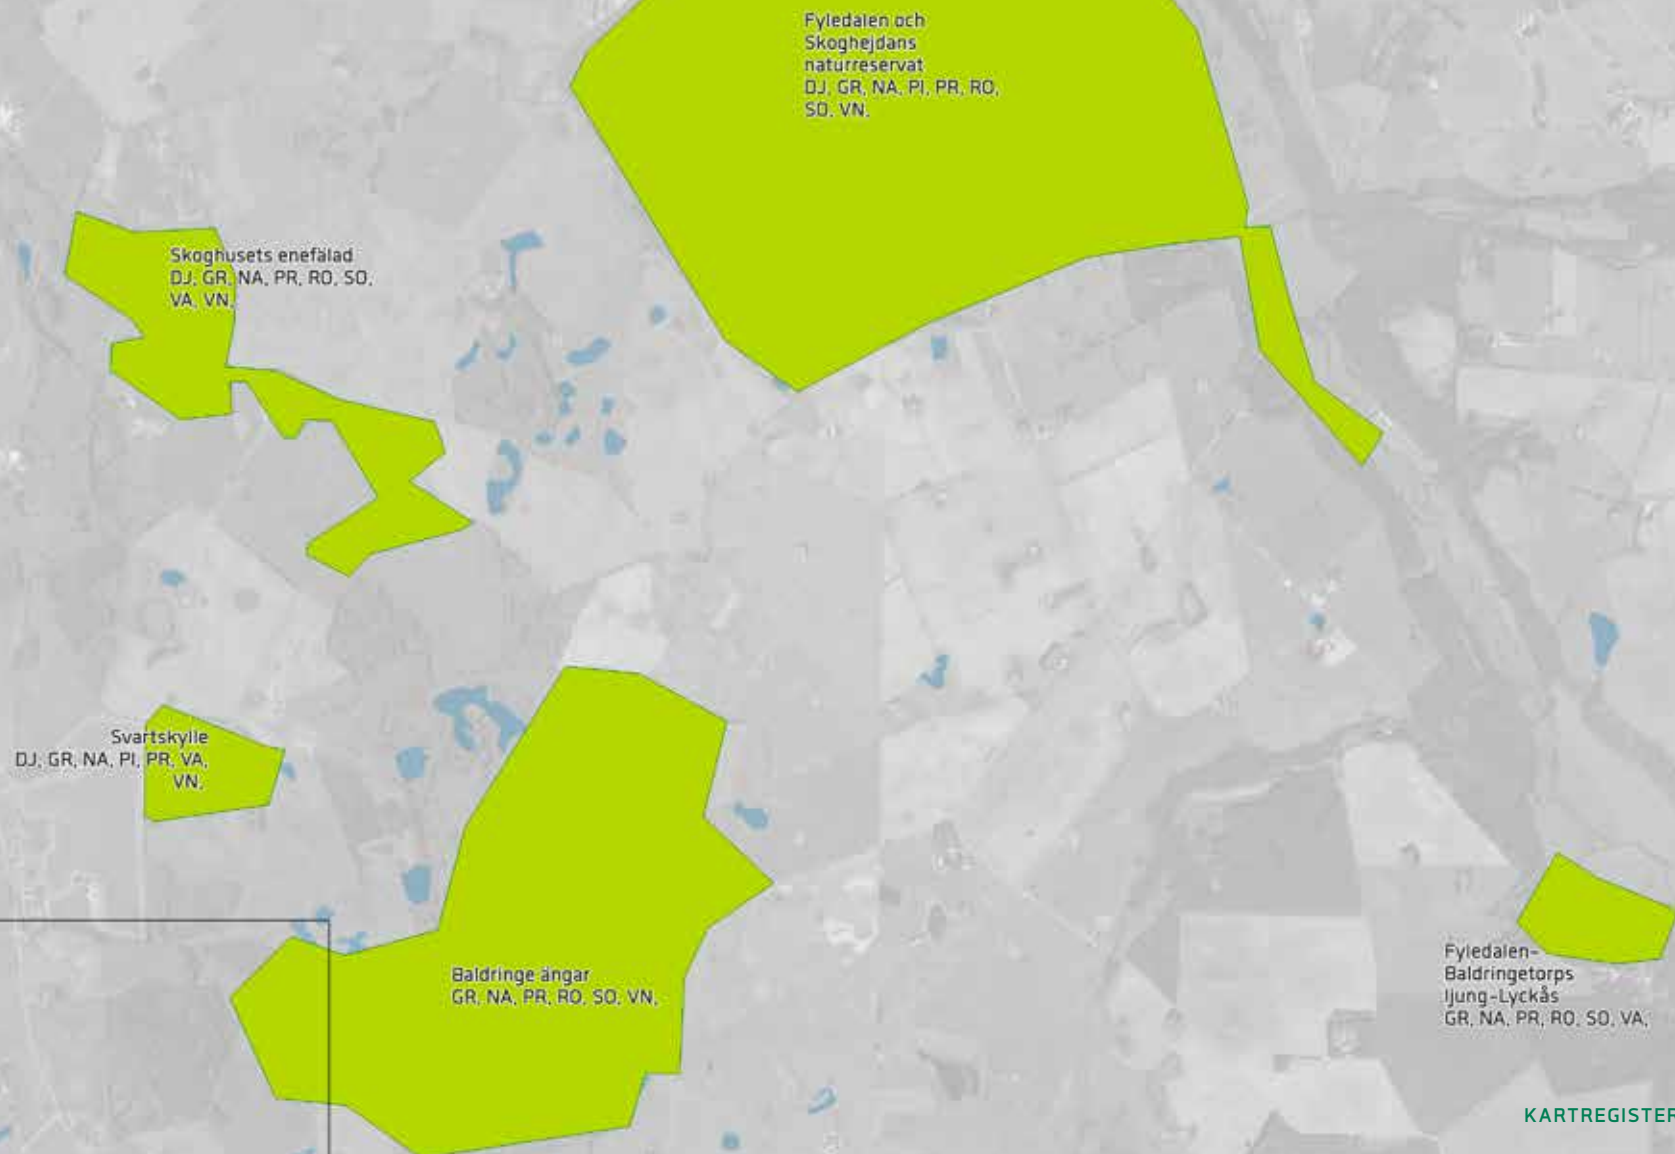 Fyledalen och
Skoghejdans
naturreservat
DJ, GR, NA, PI, PR, RO,
SO, VN,
Skoghusets enefälad
DJ, GR, NA, PR, RO, SO,
VA, VN,
Svartskylle
DJ, GR, NA, PI, PR, VA,
VN,
Baldringe ängar
GR, NA, PR, RO, SO, VN,
Fyledalen-
Baldringetorps
ljung-Lyckås
GR, NA, PR, RO, SO, VA,
KARTREGISTER